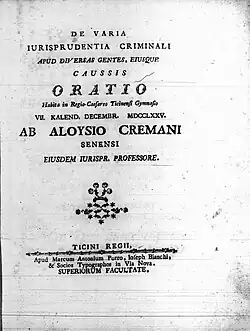 DE VARIA
IURISPRUDENTIA CRIMINALI
APUD DIVERSAS GENTES, EIUSQUE
CAUSSIS
ORATIO
Habita in Regio-Caesareo Ticinensi Gymnasio
VII. KALEND. DECEMBR. MDCCLXXV.
AB ALOYSIO CREMANI
SENENSI
EIUSDEM IURISPR. PROFESSORE.
TICINI REGII,
Apud Marcum Antonium Porro, Ioseph Bianchi,
& Socios Typographos in Via Nova.
SUPERIORUM FACULTATE,